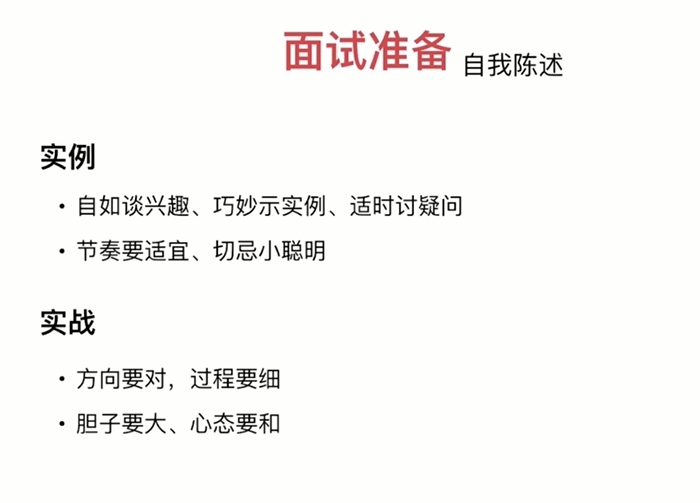 面试准备 自我陈述
实例
• 自如谈兴趣、巧妙示实例、适时讨疑问
• 节奏要适宜、切忌小聪明
实战
• 方向要对，过程要细
• 胆子要大、心态要和